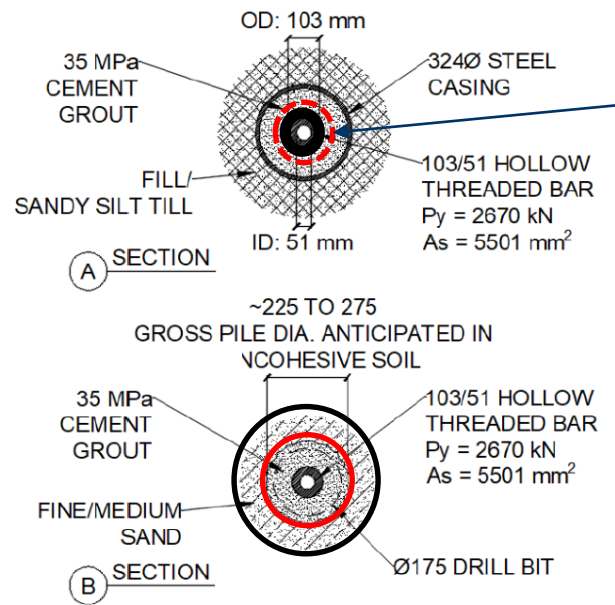 OD: 103 mm
35 MPa
CEMENT
GROUT
324Ø STEEL
CASING
103/51 HOLLOW
THREADED BAR
Py = 2670 kN
As = 5501 mm²
FILL/
SANDY SILT TILL
ID: 51 mm
A SECTION
~225 TO 275
GROSS PILE DIA. ANTICIPATED IN
NCOHESIVE SOIL
35 MPa
CEMENT
GROUT
103/51 HOLLOW
THREADED BAR
Py = 2670 kN
As = 5501 mm²
FINE/MEDIUM
SAND
Ø175 DRILL BIT
B SECTION